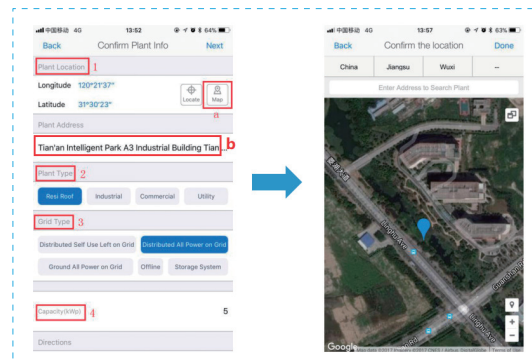 中国移动 4G 13:52 64%
Back Confirm Plant Info Next
Plant Location 1
Longitude 120°21'37"
Latitude 31°30'23"
Locate Map
a
Plant Address
Tian'an Intelligent Park A3 Industrial Building Tian ... b
Plant Type 2
Resi Roof Industrial Commercial Utility
Grid Type 3
Distributed Self Use Left on Grid Distributed All Power on Grid
Ground All Power on Grid Offline Storage System
Capacity(kWp) 4 5
Directions
中国移动 4G 13:57 63%
Back Confirm the location Done
China Jiangsu Wuxi --
Enter Address to Search Plant
Jinghui Ave
Rd
Google
+
−